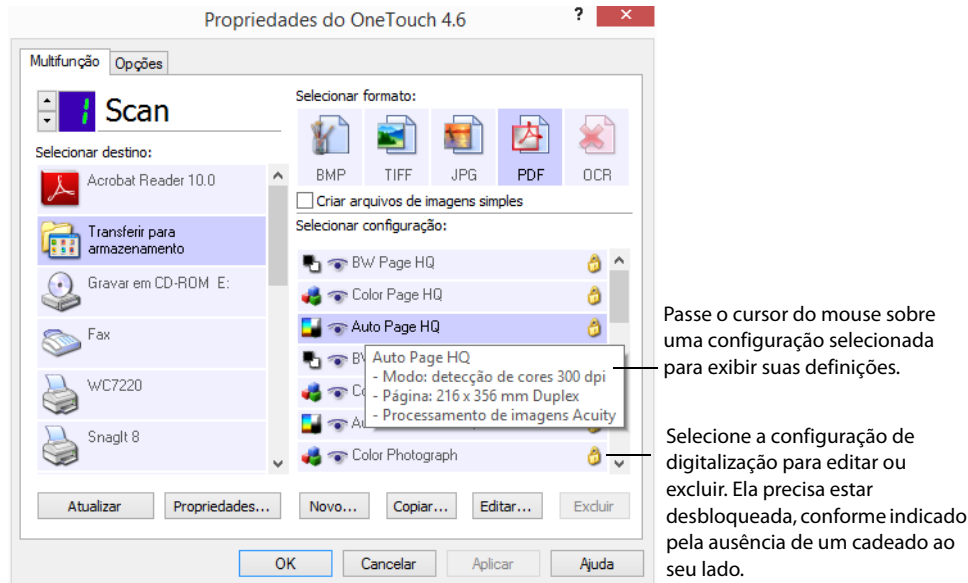 Propriedades do OneTouch 4.6
?
Multifunção
Opções
1 Scan
Selecionar destino:
Acrobat Reader 10.0
Transferir para
armazenamento
Gravar em CD-ROM E:
Fax
WC7220
SnagIt 8
Selecionar formato:
BMP TIFF JPG PDF OCR
Criar arquivos de imagens simples
Selecionar configuração:
BW Page HQ
Color Page HQ
Auto Page HQ
Auto Page HQ
- Modo: detecção de cores 300 dpi
- Página: 216 x 356 mm Duplex
- Processamento de imagens Acuity
Color Photograph
Atualizar Propriedades... Novo... Copiar... Editar... Excluir
OK Cancelar Aplicar Ajuda
Passe o cursor do mouse sobre
uma configuração selecionada
para exibir suas definições.
Selecione a configuração de
digitalização para editar ou
excluir. Ela precisa estar
desbloqueada, conforme indicado
pela ausência de um cadeado ao
seu lado.